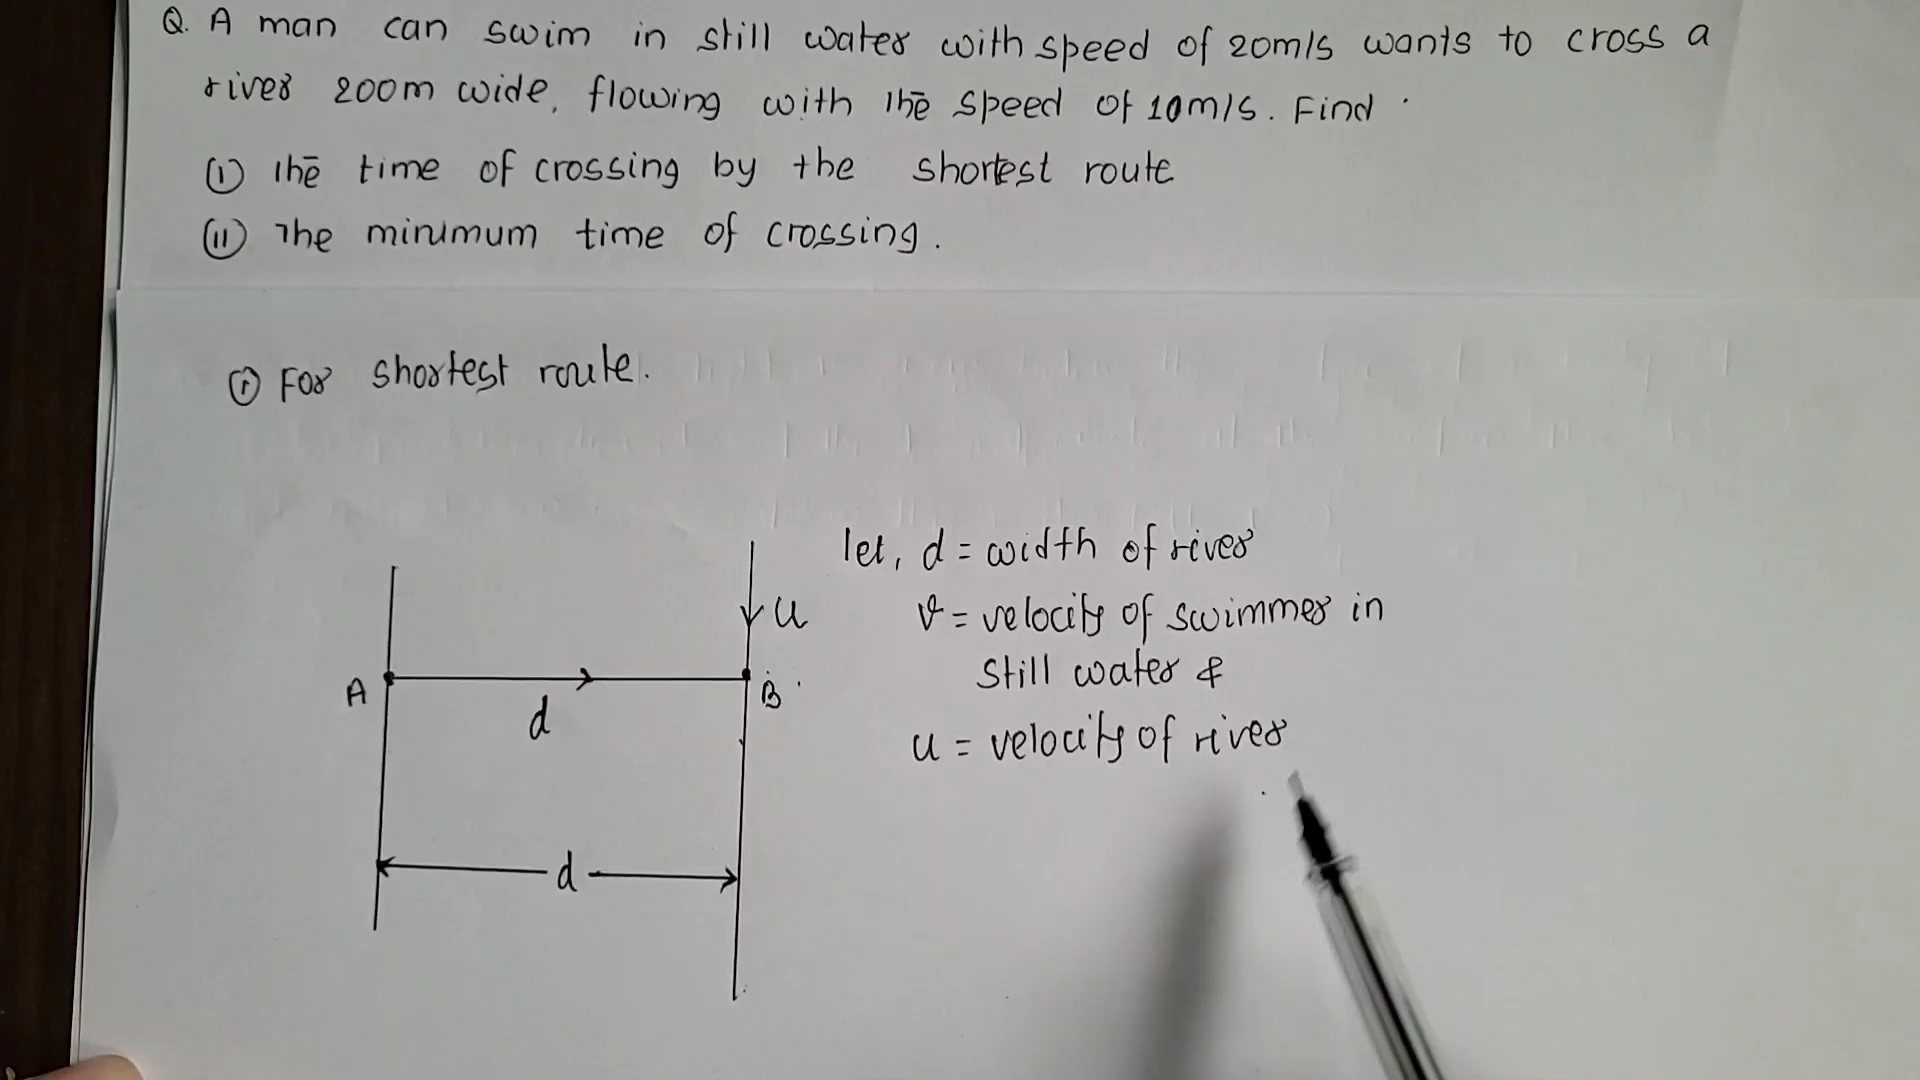 Q. A man can swim in still water with speed of 20m/s wants to cross a
river 200m wide, flowing with the speed of 10m/s. Find
(i) The time of crossing by the shortest route
(ii) The minimum time of crossing.
(i) For shortest route.
let, d = width of river
v = velocity of swimmer in
still water &
u = velocity of river
u
A
B
d
d